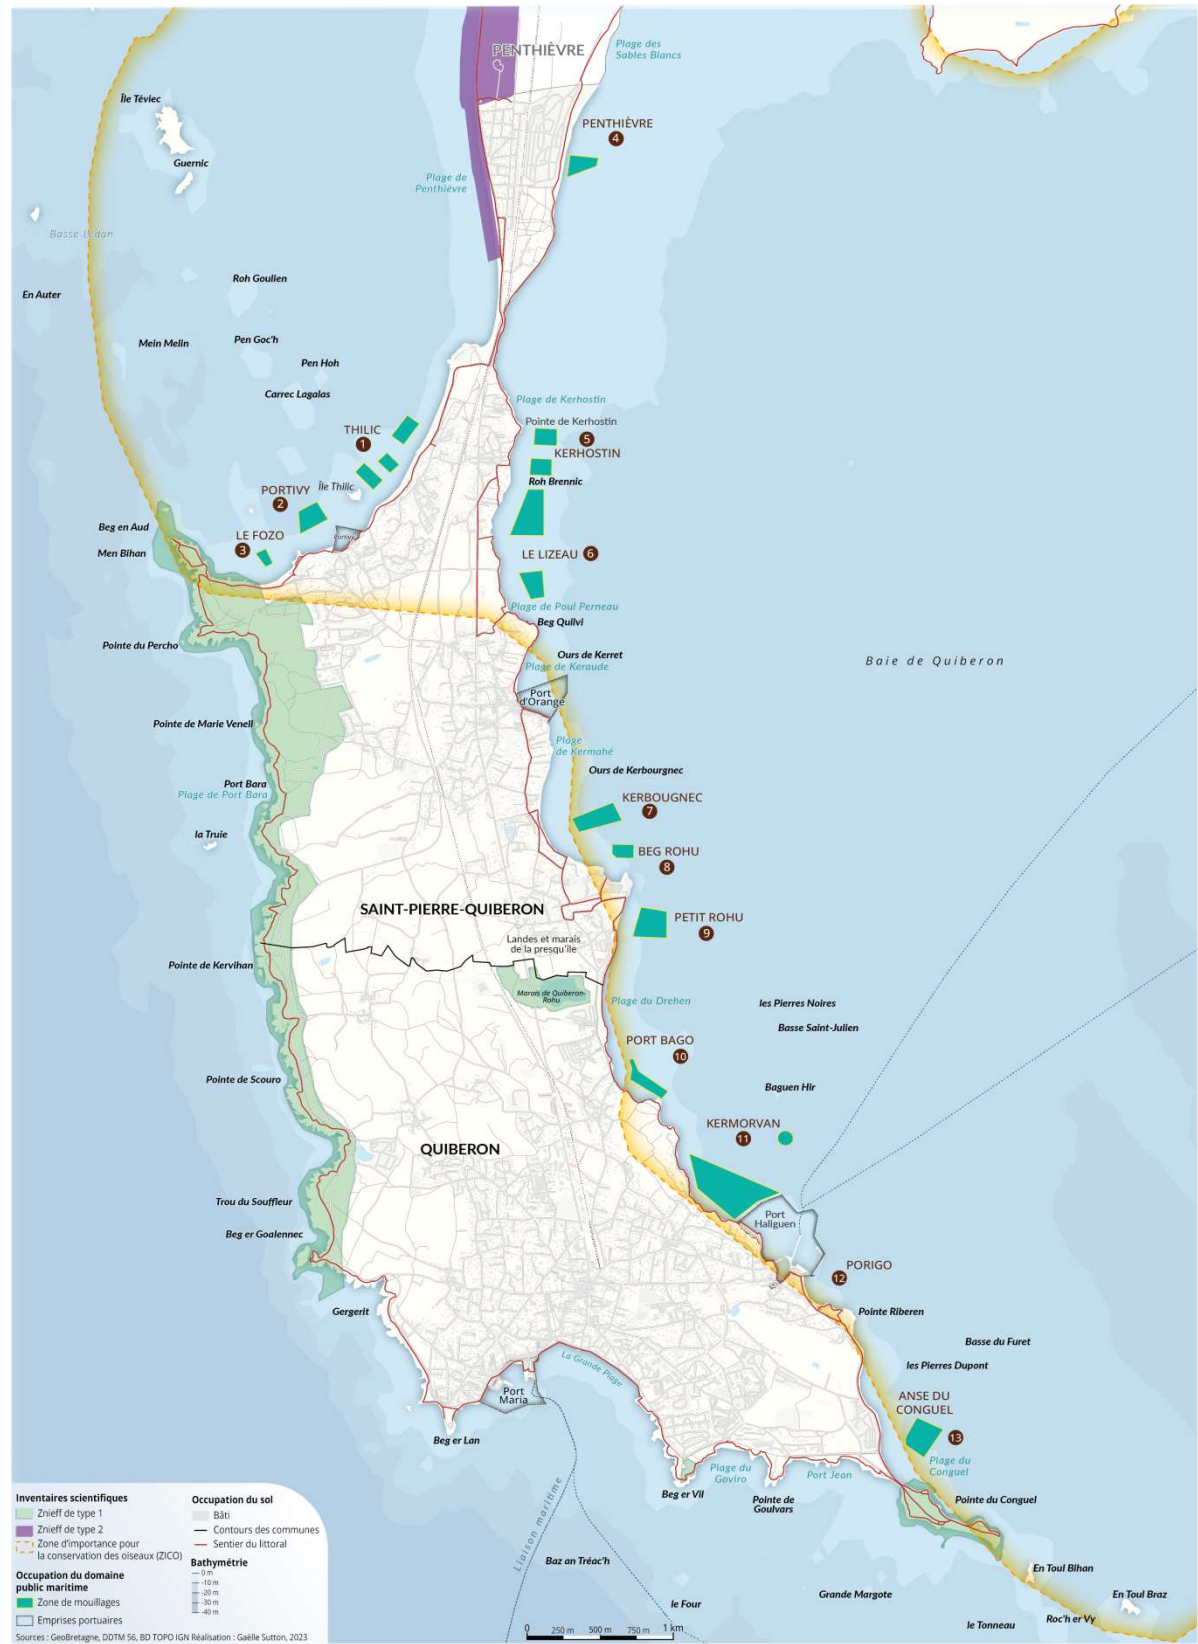 PENTHIÈVRE
Plage des
Sables Blancs
Île Téviec
PENTHIÈVRE
4
Guernic
Plage de
Penthièvre
Basse Lédan
Roh Goulien
En Auter
Mein Melin
Pen Goc'h
Pen Hoh
Carrec Lagalas
Plage de Kerhostin
THILIC
1
Pointe de Kerhostin
5
KERHOSTIN
Île Thilic
Roh Brennic
PORTIVY
2
Beg en Aud
LE FOZO
3
Portivy
Men Bihan
LE LIZEAU
6
Plage de Poul Perneau
Beg Quilvi
Pointe du Percho
Ours de Kerret
Plage de Keraude
Baie de Quiberon
Port
d'Orange
Pointe de Marie Venell
Plage
de Kermahé
Ours de Kerbourgnec
Port Bara
Plage de Port Bara
KERBOUGNEC
7
la Truie
BEG ROHU
8
SAINT-PIERRE-QUIBERON
PETIT ROHU
9
Landes et marais
de la presqu'île
Pointe de Kervihan
Marais de Quiberon-
Rohu
Plage du Drehen
les Pierres Noires
Basse Saint-Julien
PORT BAGO
10
Pointe de Scouro
Baguen Hir
KERMORVAN
11
QUIBERON
Trou du Souffleur
Port
Haliguen
Beg er Goalennec
PORIGO
12
Gergerit
Pointe Riberen
Basse du Furet
La Grande Plage
les Pierres Dupont
Port
Maria
ANSE DU
CONGUEL
13
Beg er Lan
Plage du
Conguel
Plage du
Goviro
Port Jean
Beg er Vil
Pointe de
Goulvars
Pointe du Conguel
Liaison maritime
Baz an Tréac'h
En Toul Bihan
Grande Margote
En Toul Braz
le Four
Roc'h er Vy
le Tonneau
Inventaires scientifiques
Znieff de type 1
Znieff de type 2
Zone d'importance pour
la conservation des oiseaux (ZICO)
Occupation du domaine
public maritime
Zone de mouillages
Emprises portuaires
Occupation du sol
Bâti
Contours des communes
Sentier du littoral
Bathymétrie
0 m
-10 m
-20 m
-30 m
-40 m
0 250 m 500 m 750 m 1 km
Sources : GeoBretagne, DDTM 56, BD TOPO IGN Réalisation : Gaëlle Sutton, 2023